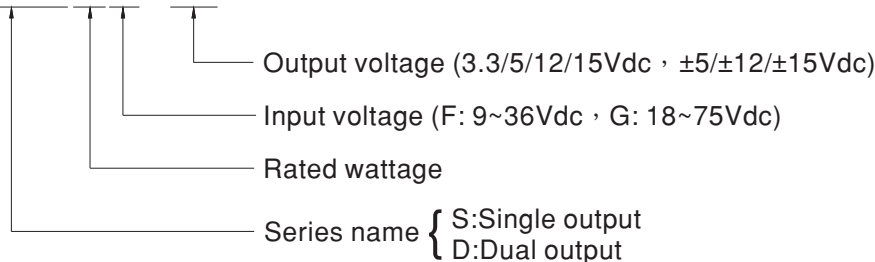 Output voltage (3.3/5/12/15Vdc，±5/±12/±15Vdc)
Input voltage (F: 9~36Vdc，G: 18~75Vdc)
Rated wattage
Series name { S:Single output
D:Dual output